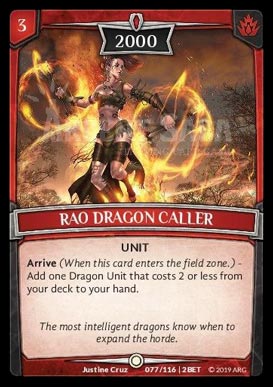 3
2000
RAO DRAGON CALLER
UNIT
Arrive (When this card enters the field zone.) -
Add one Dragon Unit that costs 2 or less from
your deck to your hand.
The most intelligent dragons know when to
expand the horde.
Justine Cruz 077/116 | 2BET © 2019 ARG